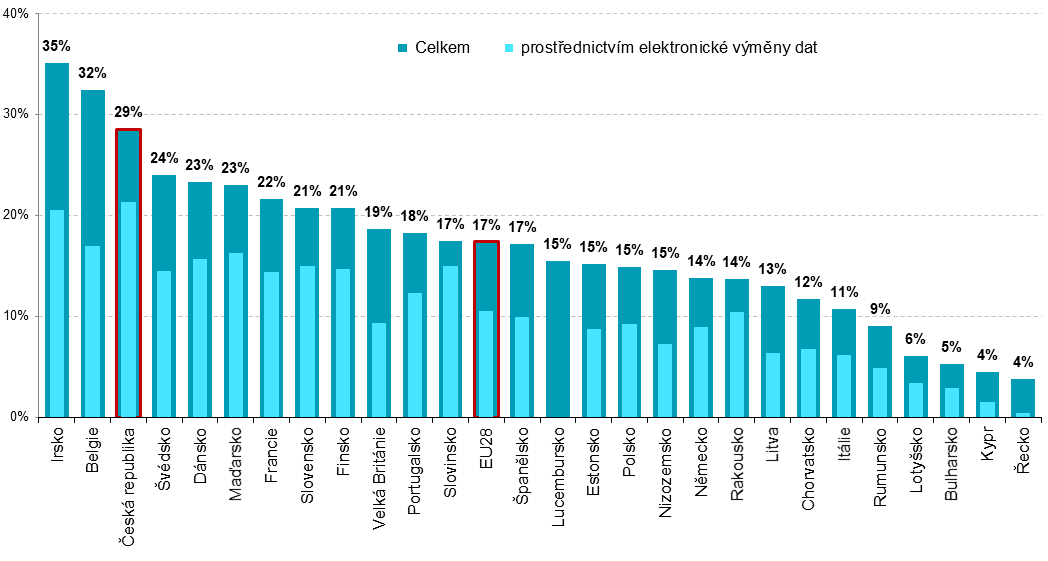 40%
30%
20%
10%
0%
Celkem
prostřednictvím elektronické výměny dat
35%
32%
29%
24%
23%
23%
22%
21%
21%
19%
18%
17%
17%
17%
15%
15%
15%
15%
14%
14%
13%
12%
11%
9%
6%
5%
4%
4%
Irsko
Belgie
Česká republika
Švédsko
Dánsko
Maďarsko
Francie
Slovensko
Finsko
Velká Británie
Portugalsko
Slovinsko
EU28
Španělsko
Lucembursko
Estonsko
Polsko
Nizozemsko
Německo
Rakousko
Litva
Chorvatsko
Itálie
Rumunsko
Lotyšsko
Bulharsko
Kypr
Řecko